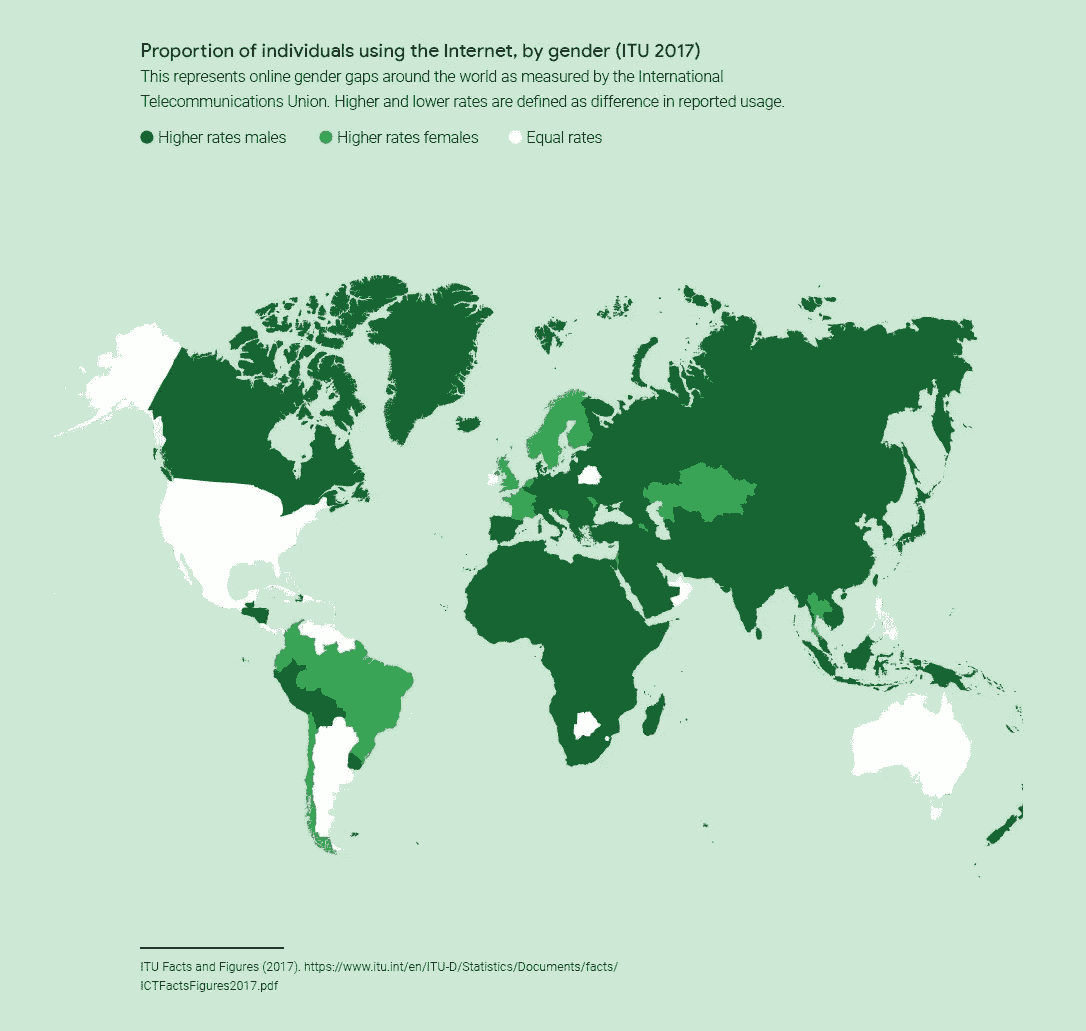 Proportion of individuals using the Internet, by gender (ITU 2017)
This represents online gender gaps around the world as measured by the International
Telecommunications Union. Higher and lower rates are defined as difference in reported usage.
Higher rates males
Higher rates females
Equal rates
ITU Facts and Figures (2017). https://www.itu.int/en/ITU-D/Statistics/Documents/facts/
ICTFactsFigures2017.pdf